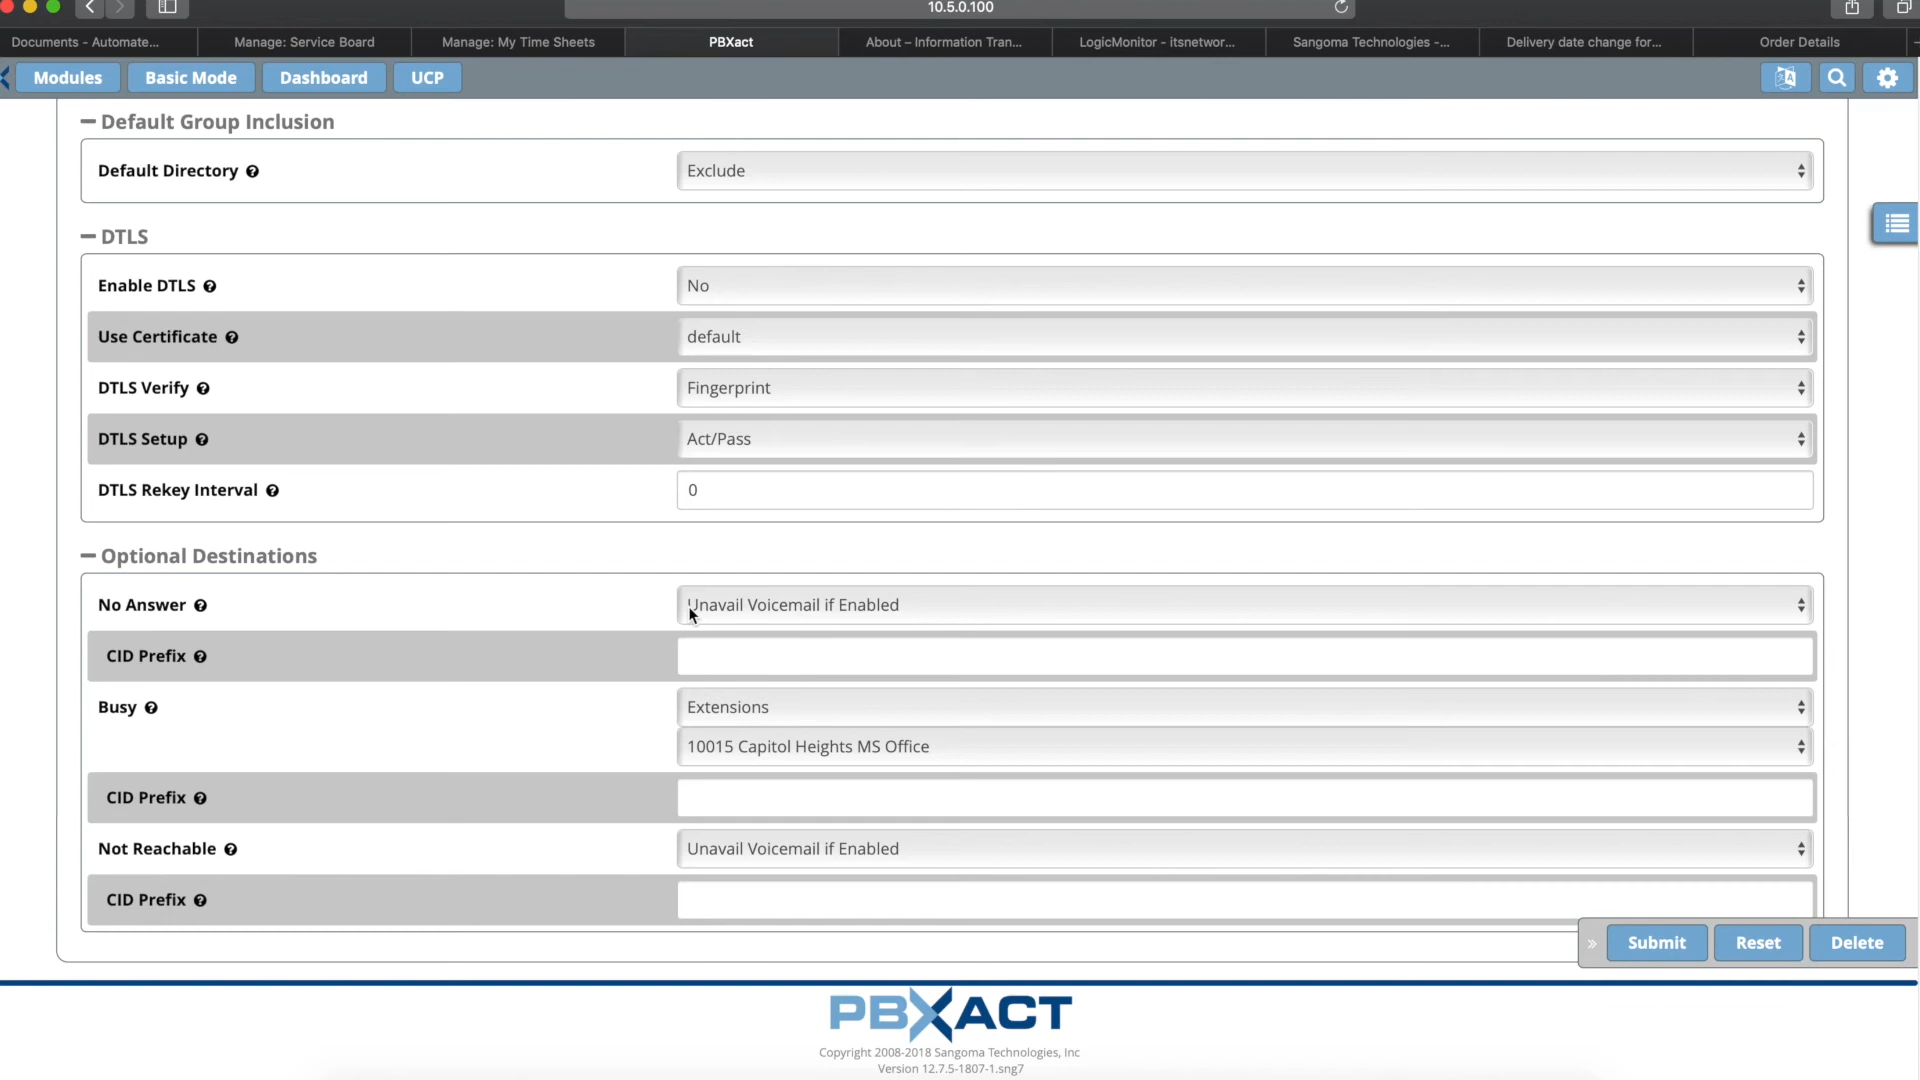 10.5.0.100
Documents - Automate... Manage: Service Board Manage: My Time Sheets PBXact About – Information Tran... LogicMonitor - itsnetwor... Sangoma Technologies -... Delivery date change for... Order Details
Modules Basic Mode Dashboard UCP
Default Group Inclusion
Default Directory Exclude
DTLS
Enable DTLS No
Use Certificate default
DTLS Verify Fingerprint
DTLS Setup Act/Pass
DTLS Rekey Interval 0
Optional Destinations
No Answer Unavail Voicemail if Enabled
CID Prefix
Busy Extensions
10015 Capitol Heights MS Office
CID Prefix
Not Reachable Unavail Voicemail if Enabled
CID Prefix
» Submit Reset Delete
PBXACT
Copyright 2008-2018 Sangoma Technologies, Inc
Version 12.7.5-1807-1.sng7